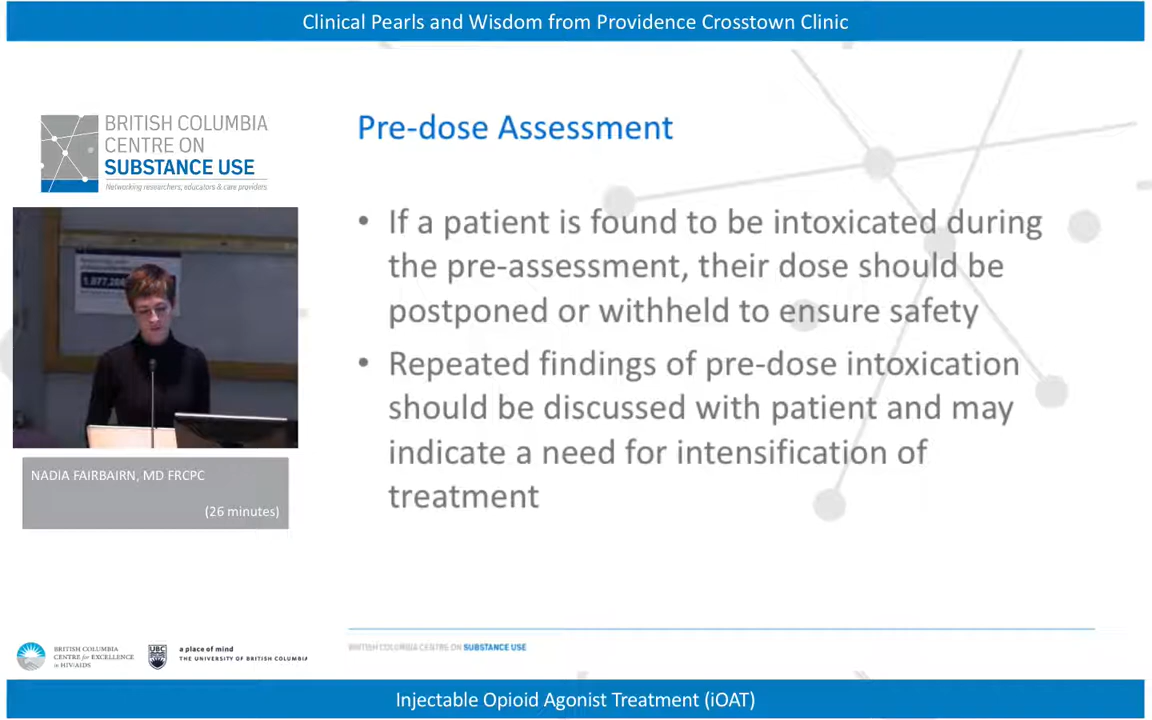 Clinical Pearls and Wisdom from Providence Crosstown Clinic
BRITISH COLUMBIA
CENTRE ON
SUBSTANCE USE
Networking researchers, educators & care providers
NADIA FAIRBAIRN, MD FRCPC
(26 minutes)
Pre-dose Assessment
• If a patient is found to be intoxicated during
the pre-assessment, their dose should be
postponed or withheld to ensure safety
• Repeated findings of pre-dose intoxication
should be discussed with patient and may
indicate a need for intensification of
treatment
BRITISH COLUMBIA
CENTRE for EXCELLENCE
in HIV/AIDS
UBC
a place of mind
THE UNIVERSITY OF BRITISH COLUMBIA
BRITISH COLUMBIA CENTRE ON SUBSTANCE USE
Injectable Opioid Agonist Treatment (iOAT)